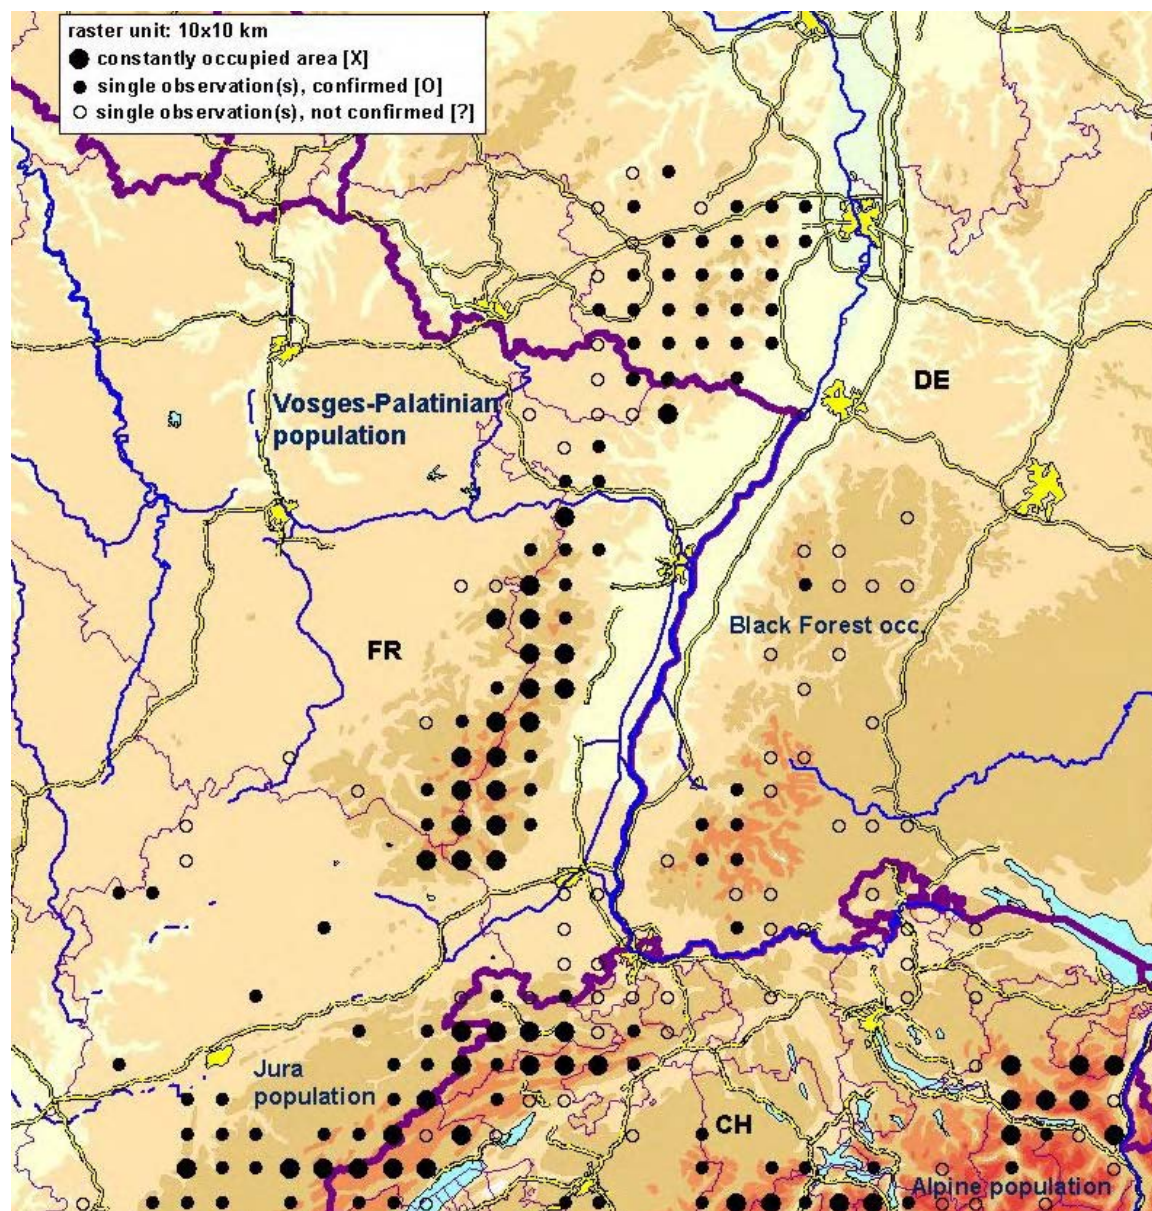 raster unit: 10x10 km
constantly occupied area [X]
single observation(s), confirmed [O]
single observation(s), not confirmed [?]
DE
Vosges-Palatinian
population
Black Forest occ.
FR
Jura
population
CH
Alpine population